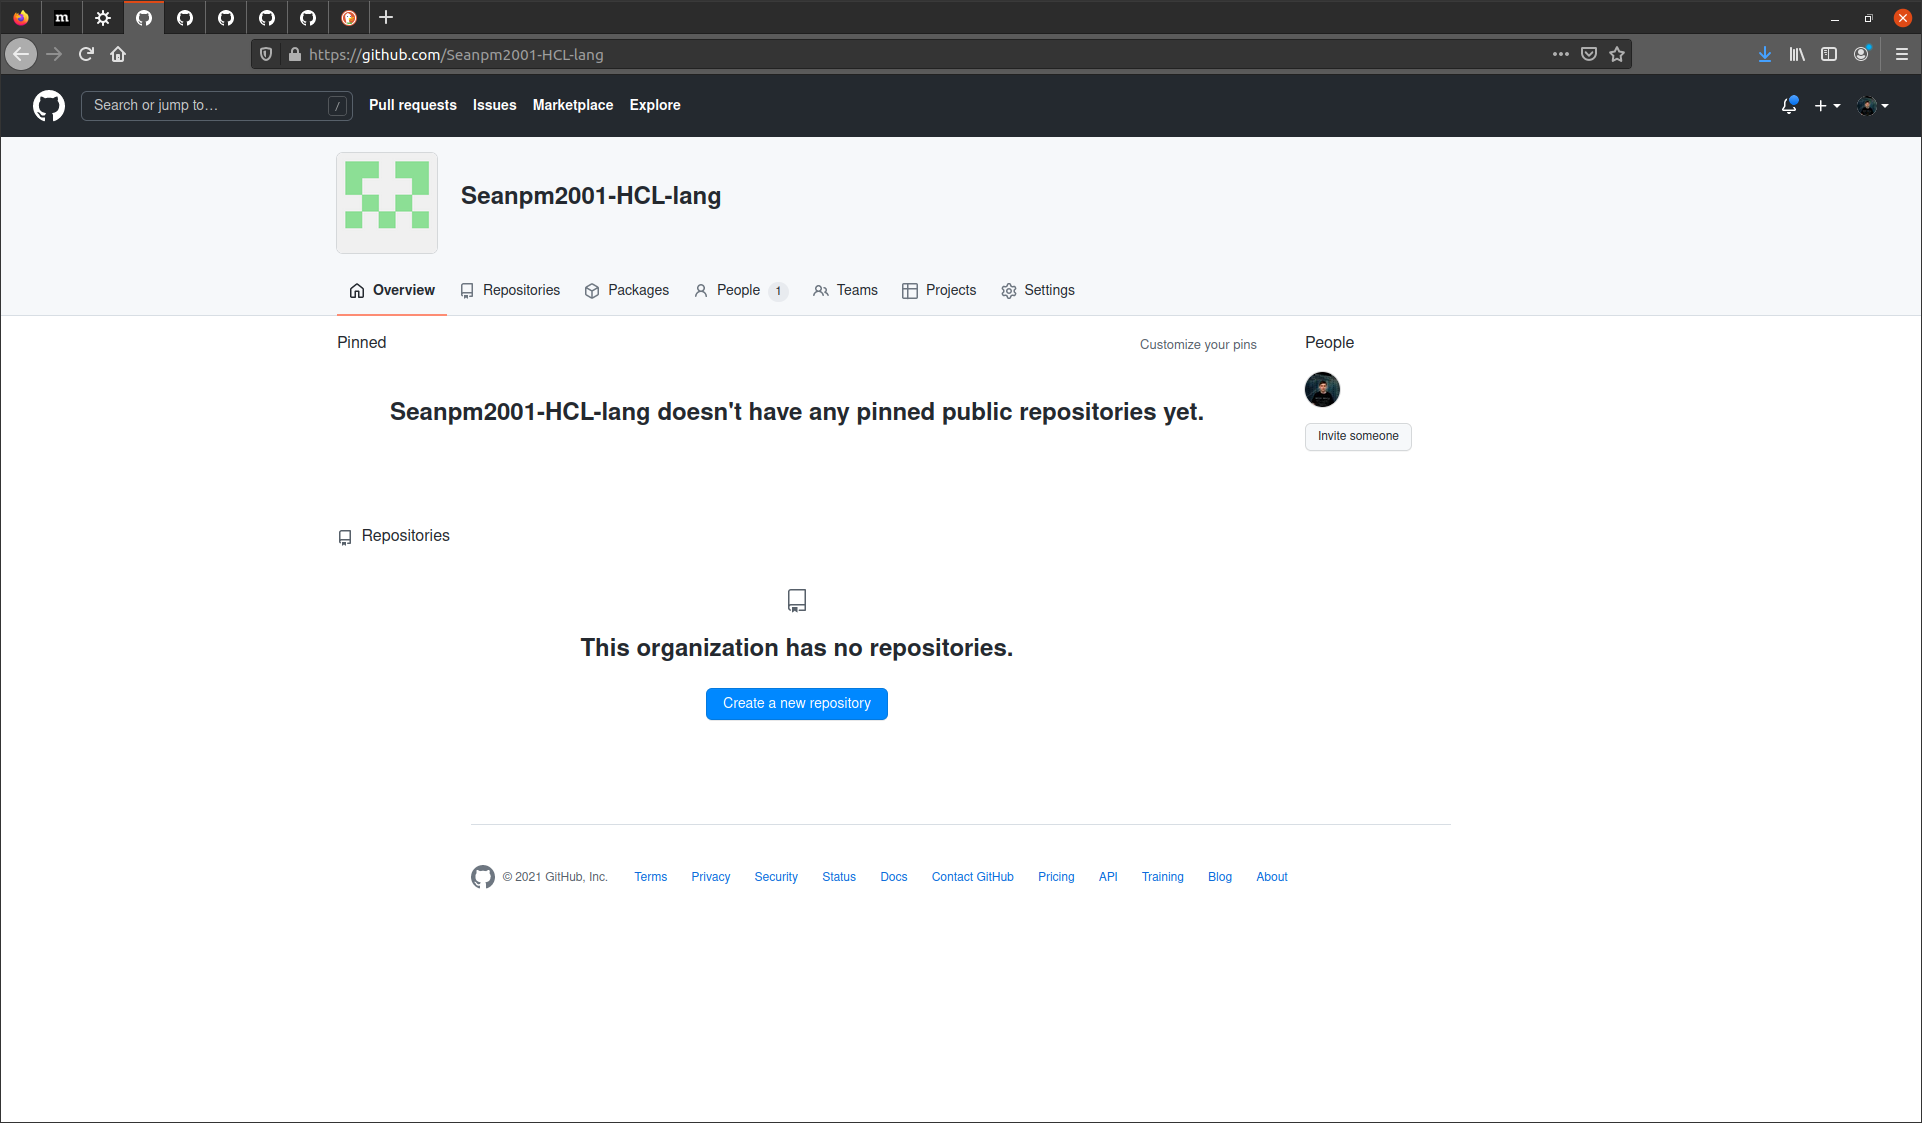 m
https://github.com/Seanpm2001-HCL-lang
Search or jump to…
/
Pull requests Issues Marketplace Explore
Seanpm2001-HCL-lang
Overview Repositories Packages People 1 Teams Projects Settings
Pinned
Customize your pins
People
Seanpm2001-HCL-lang doesn't have any pinned public repositories yet.
Invite someone
Repositories
This organization has no repositories.
Create a new repository
© 2021 GitHub, Inc. Terms Privacy Security Status Docs Contact GitHub Pricing API Training Blog About